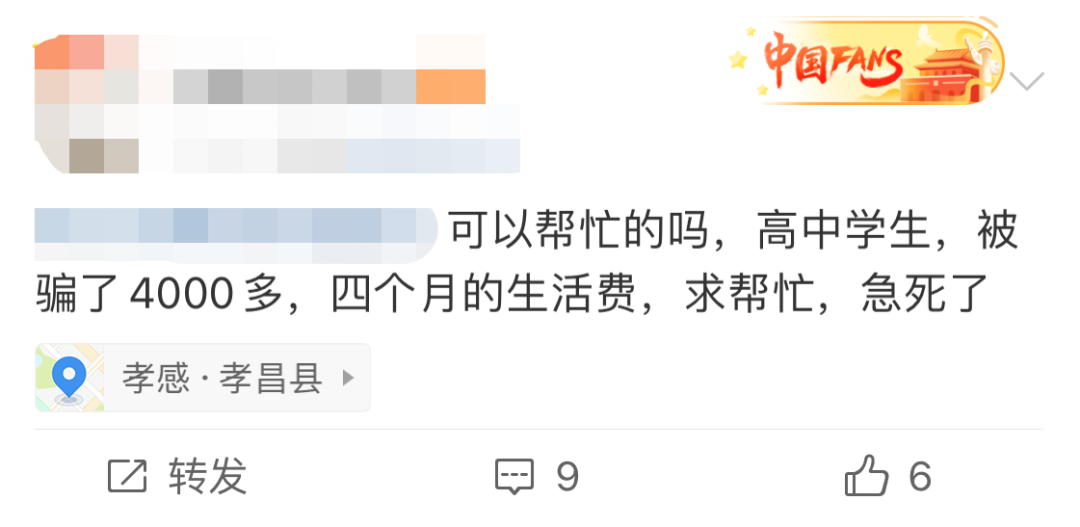 中国FANS
可以帮忙的吗，高中学生，被
骗了4000多，四个月的生活费，求帮忙，急死了
孝感·孝昌县
转发
9
6